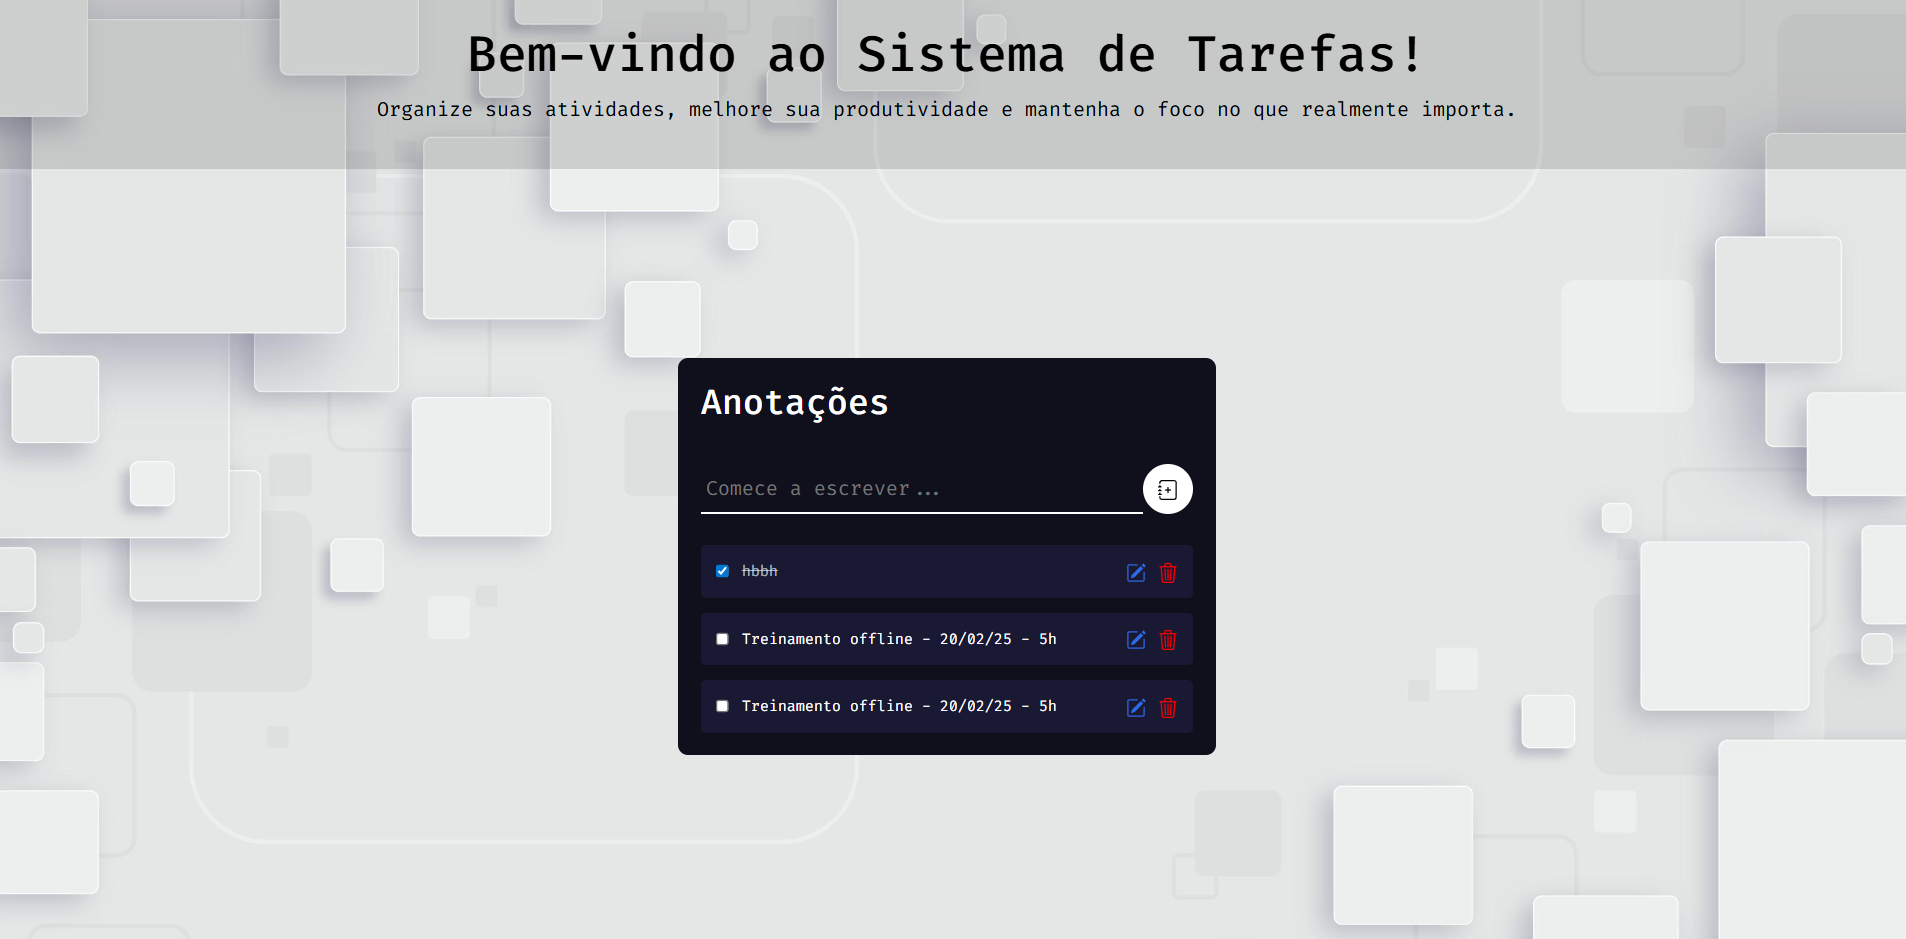 Bem-vindo ao Sistema de Tarefas!
Organize suas atividades, melhore sua produtividade e mantenha o foco no que realmente importa.
Anotações
Comece a escrever...
hbbh
Treinamento offline - 20/02/25 - 5h
Treinamento offline - 20/02/25 - 5h